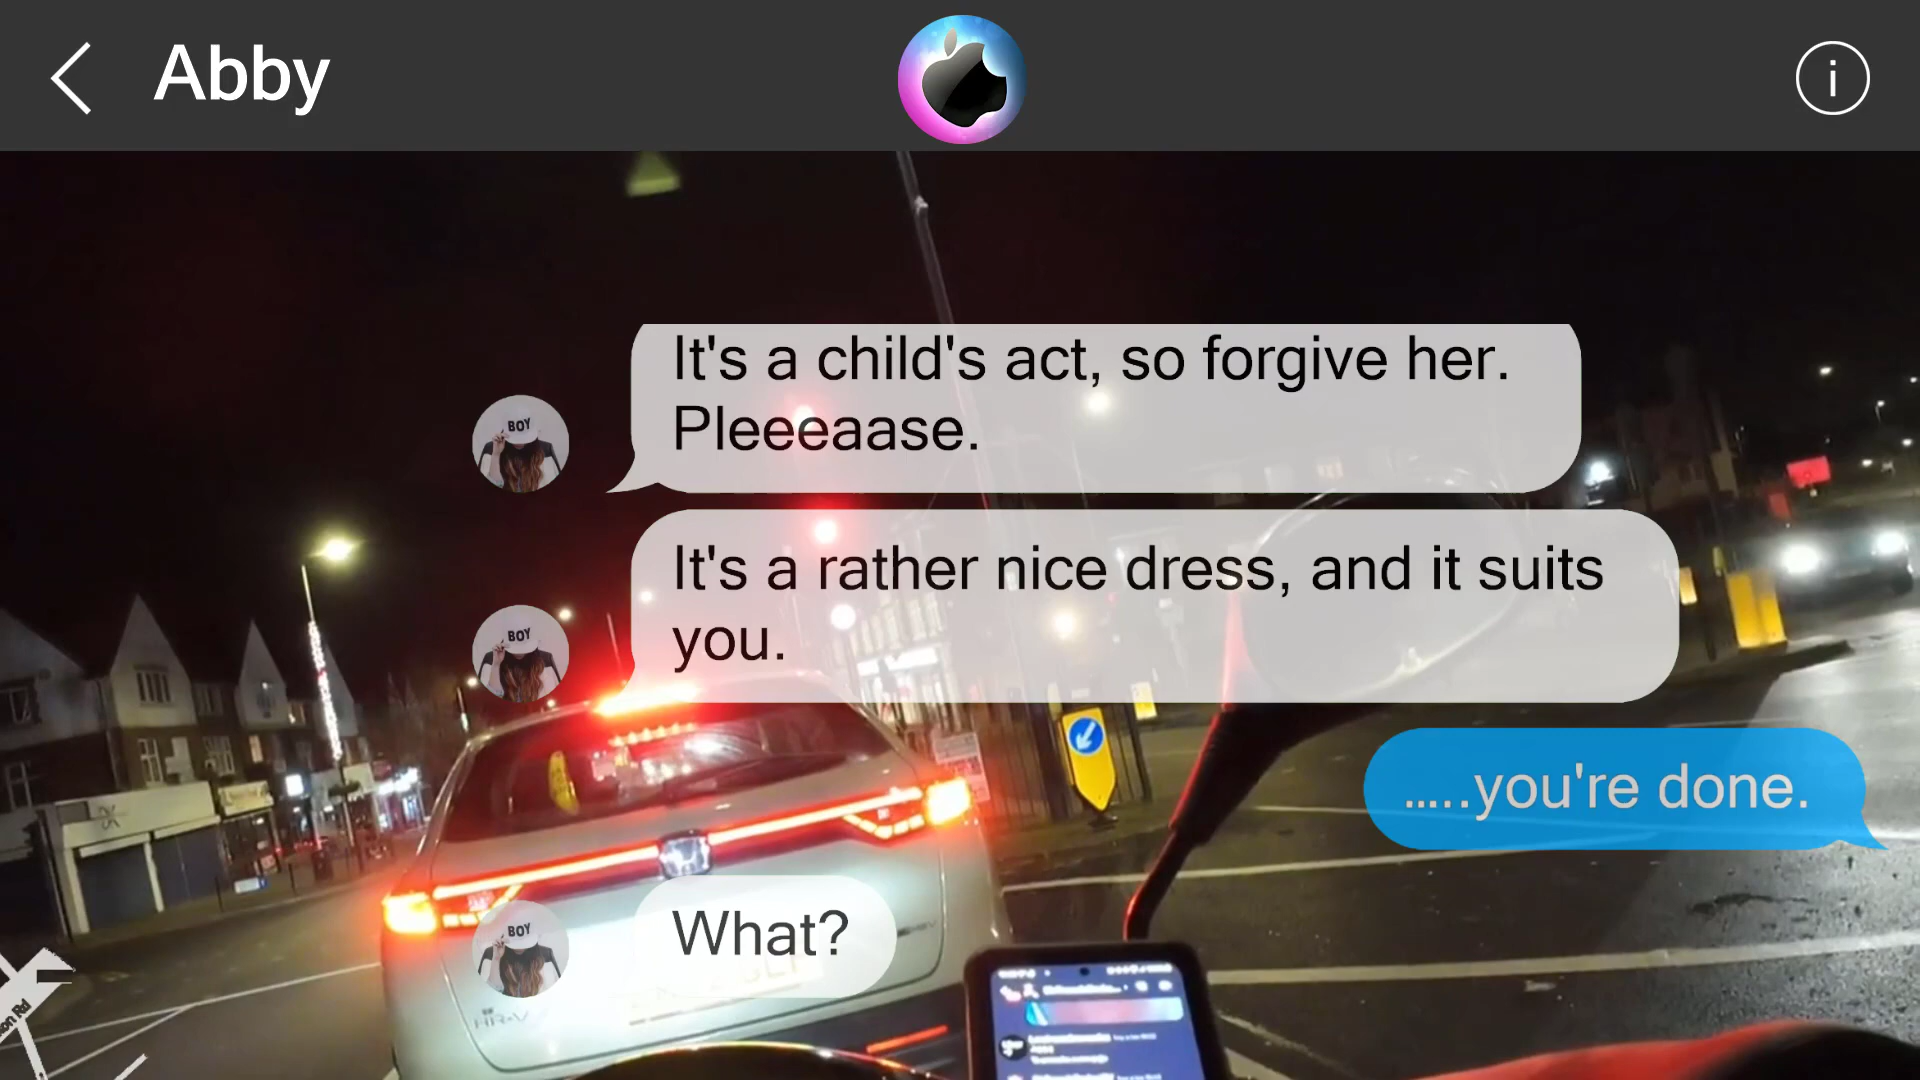 Abby
i
It's a child's act, so forgive her.
Pleeeaase.
BOY
It's a rather nice dress, and it suits
you.
BOY
.....you're done.
What?
BOY
HR-V